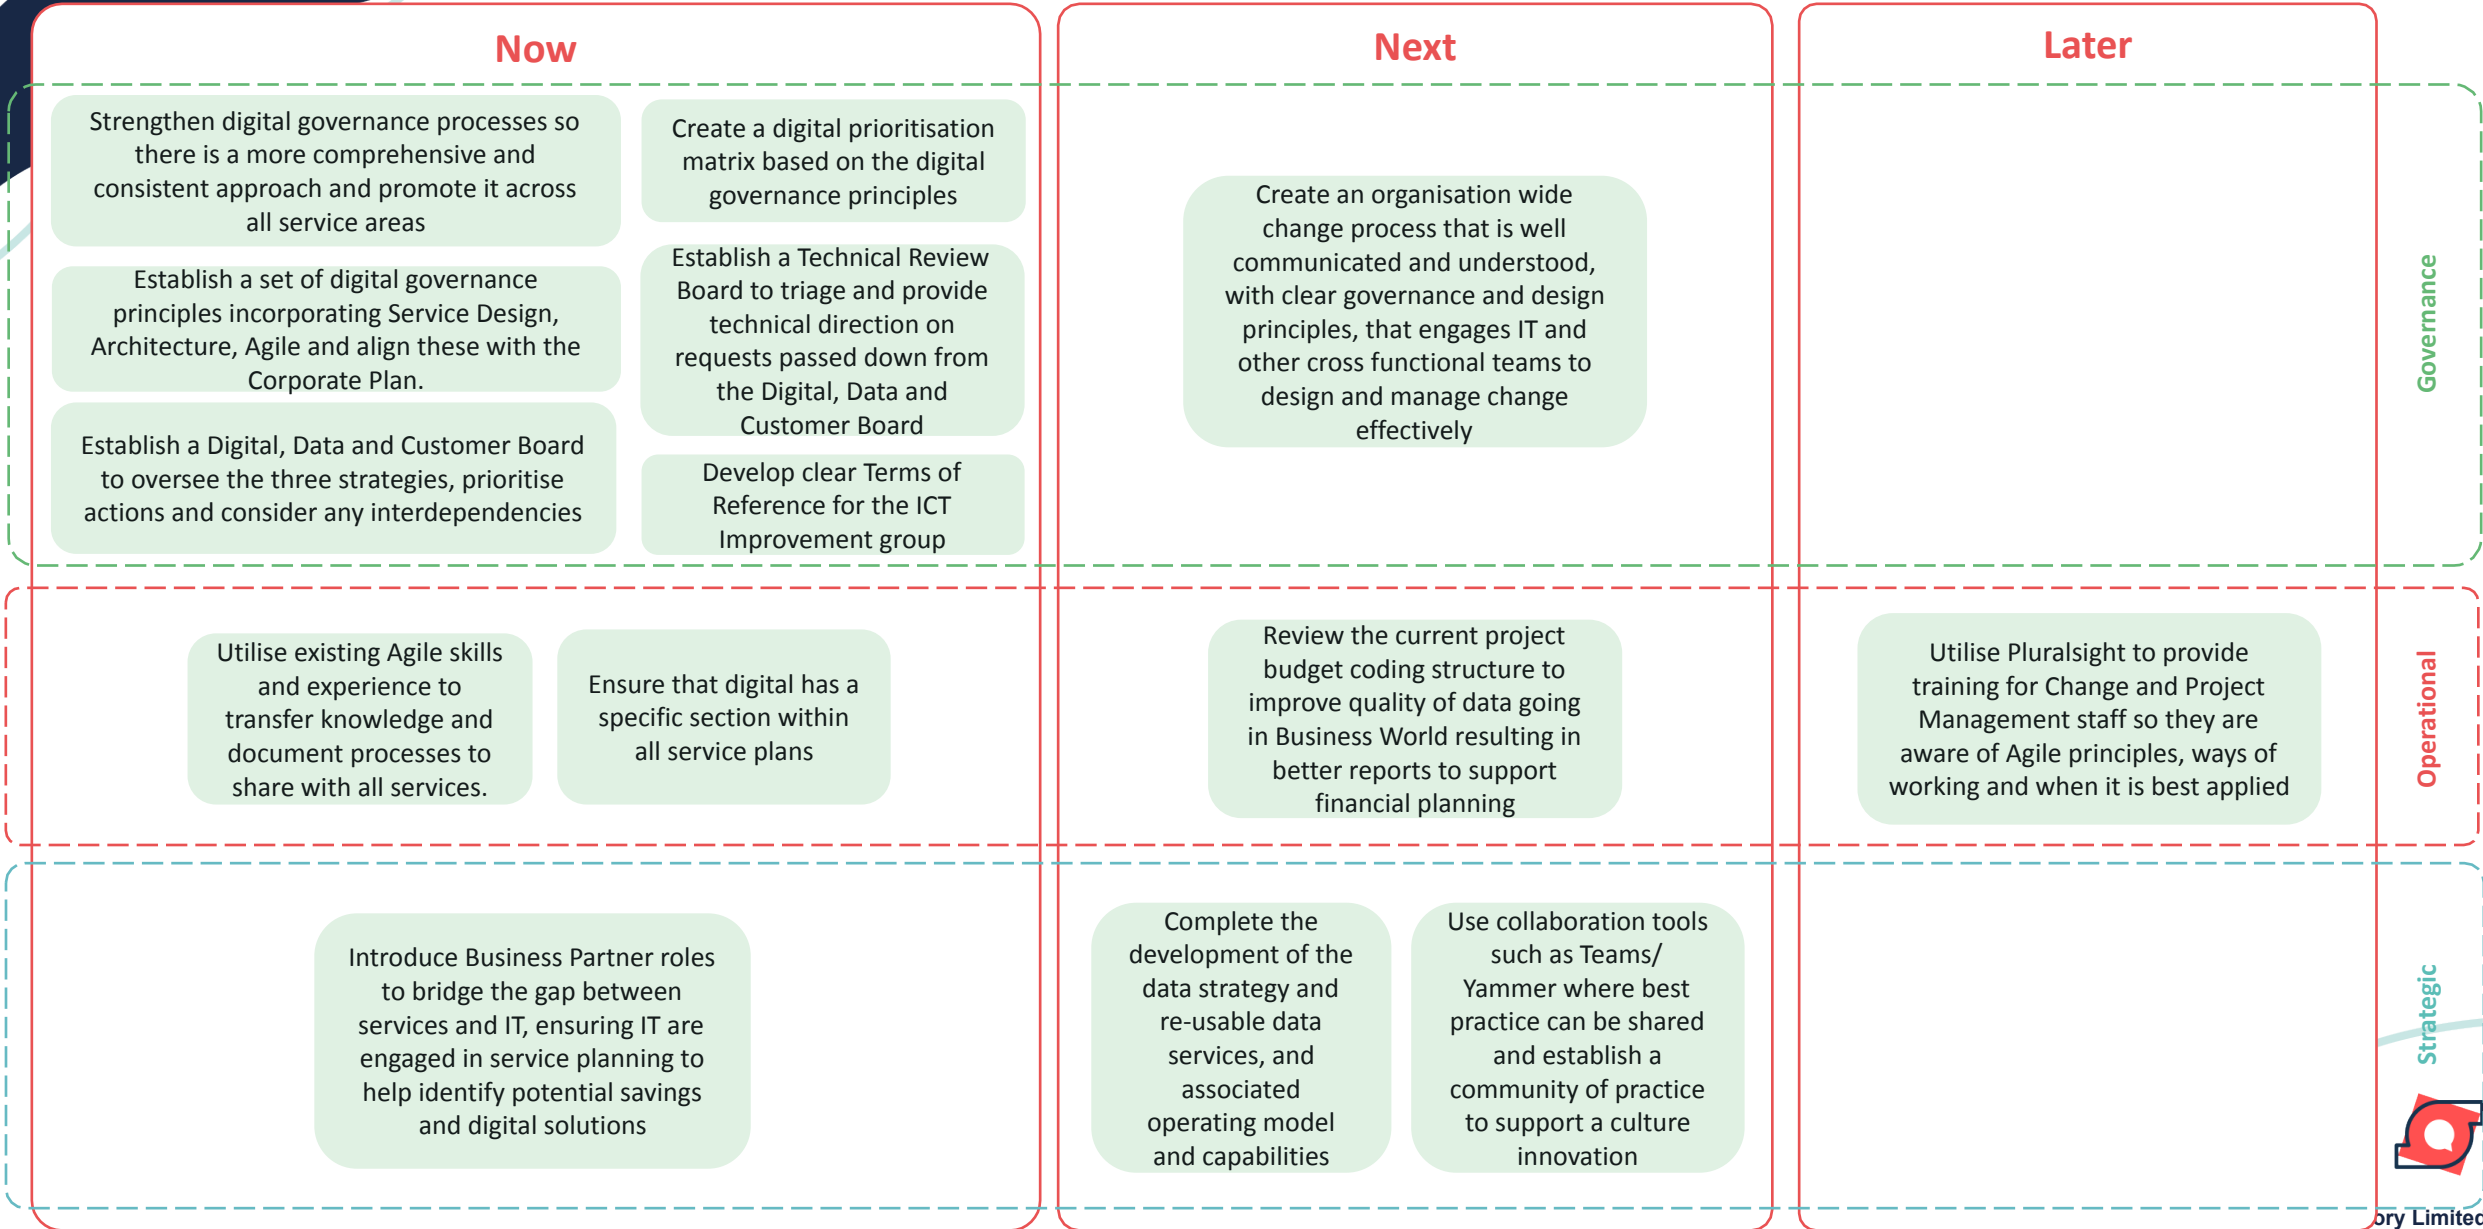 Now
Next
Later
Strengthen digital governance processes so
there is a more comprehensive and
consistent approach and promote it across
all service areas
Establish a set of digital governance
principles incorporating Service Design,
Architecture, Agile and align these with the
Corporate Plan.
Establish a Digital, Data and Customer Board
to oversee the three strategies, prioritise
actions and consider any interdependencies
Create a digital prioritisation
matrix based on the digital
governance principles
Establish a Technical Review
Board to triage and provide
technical direction on
requests passed down from
the Digital, Data and
Customer Board
Develop clear Terms of
Reference for the ICT
Improvement group
Create an organisation wide
change process that is well
communicated and understood,
with clear governance and design
principles, that engages IT and
other cross functional teams to
design and manage change
effectively
Governance
Utilise existing Agile skills
and experience to
transfer knowledge and
document processes to
share with all services.
Ensure that digital has a
specific section within
all service plans
Review the current project
budget coding structure to
improve quality of data going
in Business World resulting in
better reports to support
financial planning
Utilise Pluralsight to provide
training for Change and Project
Management staff so they are
aware of Agile principles, ways of
working and when it is best applied
Operational
Introduce Business Partner roles
to bridge the gap between
services and IT, ensuring IT are
engaged in service planning to
help identify potential savings
and digital solutions
Complete the
development of the
data strategy and
re-usable data
services, and
associated
operating model
and capabilities
Use collaboration tools
such as Teams/
Yammer where best
practice can be shared
and establish a
community of practice
to support a culture
innovation
Strategic
ory Limited